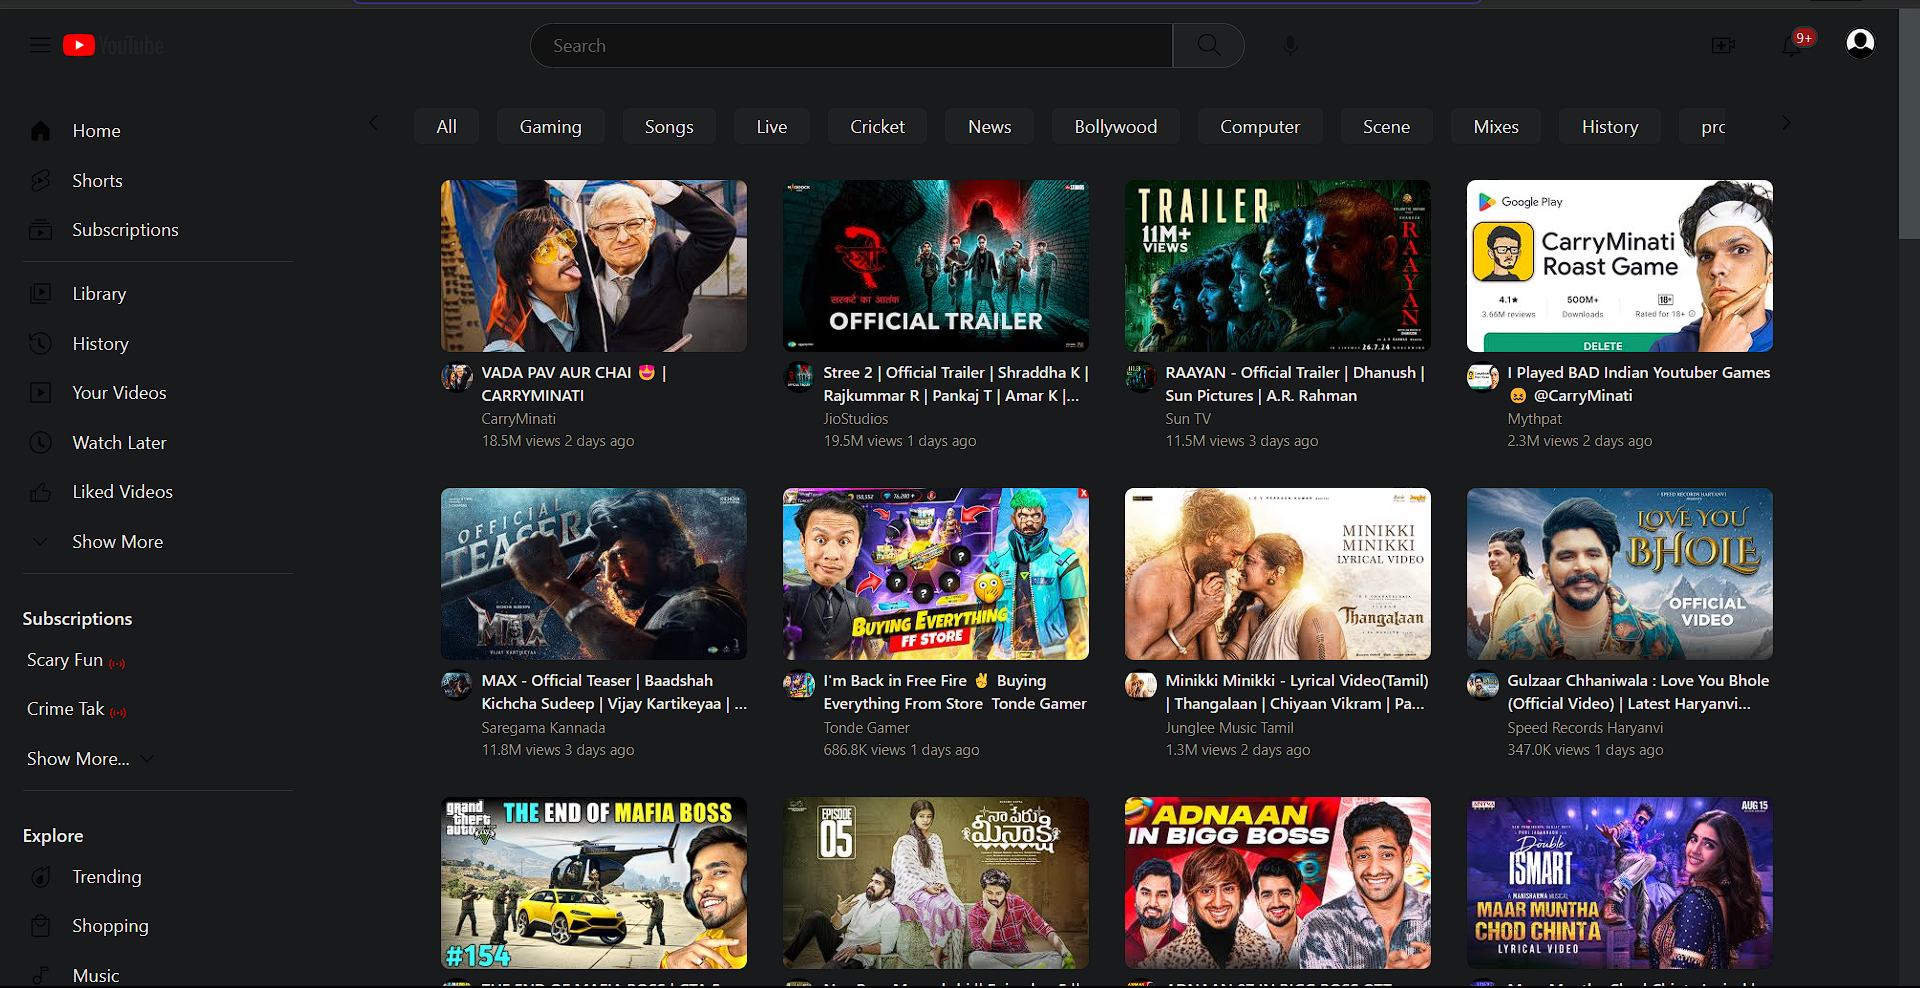 YouTube
Search
9+
Home
Shorts
Subscriptions
Library
History
Your Videos
Watch Later
Liked Videos
Show More
Subscriptions
Scary Fun
Crime Tak
Show More...
Explore
Trending
Shopping
Music
All
Gaming
Songs
Live
Cricket
News
Bollywood
Computer
Scene
Mixes
History
VADA PAV AUR CHAI 😍 |
CARRYMINATI
CarryMinati
18.5M views 2 days ago
सरकटे का आतंक
OFFICIAL TRAILER
Stree 2 | Official Trailer | Shraddha K |
Rajkummar R | Pankaj T | Amar K |...
JioStudios
19.5M views 1 days ago
TRAILER
11M+
VIEWS
RAAYAN
26.7.24
RAAYAN - Official Trailer | Dhanush |
Sun Pictures | A.R. Rahman
Sun TV
11.5M views 3 days ago
Google Play
CarryMinati
Roast Game
4.1★
3.66M reviews
500M+
Downloads
18+
Rated for 18+
DELETE
I Played BAD Indian Youtuber Games
😖 @CarryMinati
Mythpat
2.3M views 2 days ago
OFFICIAL
TEASER
MAX
VIJAY KARTIKEYAA
MAX - Official Teaser | Baadshah
Kichcha Sudeep | Vijay Kartikeyaa | ...
Saregama Kannada
11.8M views 3 days ago
BUYING EVERYTHING
FF STORE
I'm Back in Free Fire ✌ Buying
Everything From Store Tonde Gamer
Tonde Gamer
686.8K views 1 days ago
MINIKKI
MINIKKI
LYRICAL VIDEO
Thangalaan
Minikki Minikki - Lyrical Video(Tamil)
| Thangalaan | Chiyaan Vikram | Pa...
Junglee Music Tamil
1.3M views 2 days ago
SPEED RECORDS HARYANVI
LOVE YOU
BHOLE
OFFICIAL
VIDEO
Gulzaar Chhaniwala : Love You Bhole
(Official Video) | Latest Haryanvi...
Speed Records Haryanvi
347.0K views 1 days ago
grand
theft
auto V
THE END OF MAFIA BOSS
#154
EPISODE
05
నా పేరు
మీనాక్షి
ADNAAN
IN BIGG BOSS
AUG 15
Double
ISMART
A MANISHARMA MUSICAL
MAAR MUNTHA
CHOD CHINTA
LYRICAL VIDEO